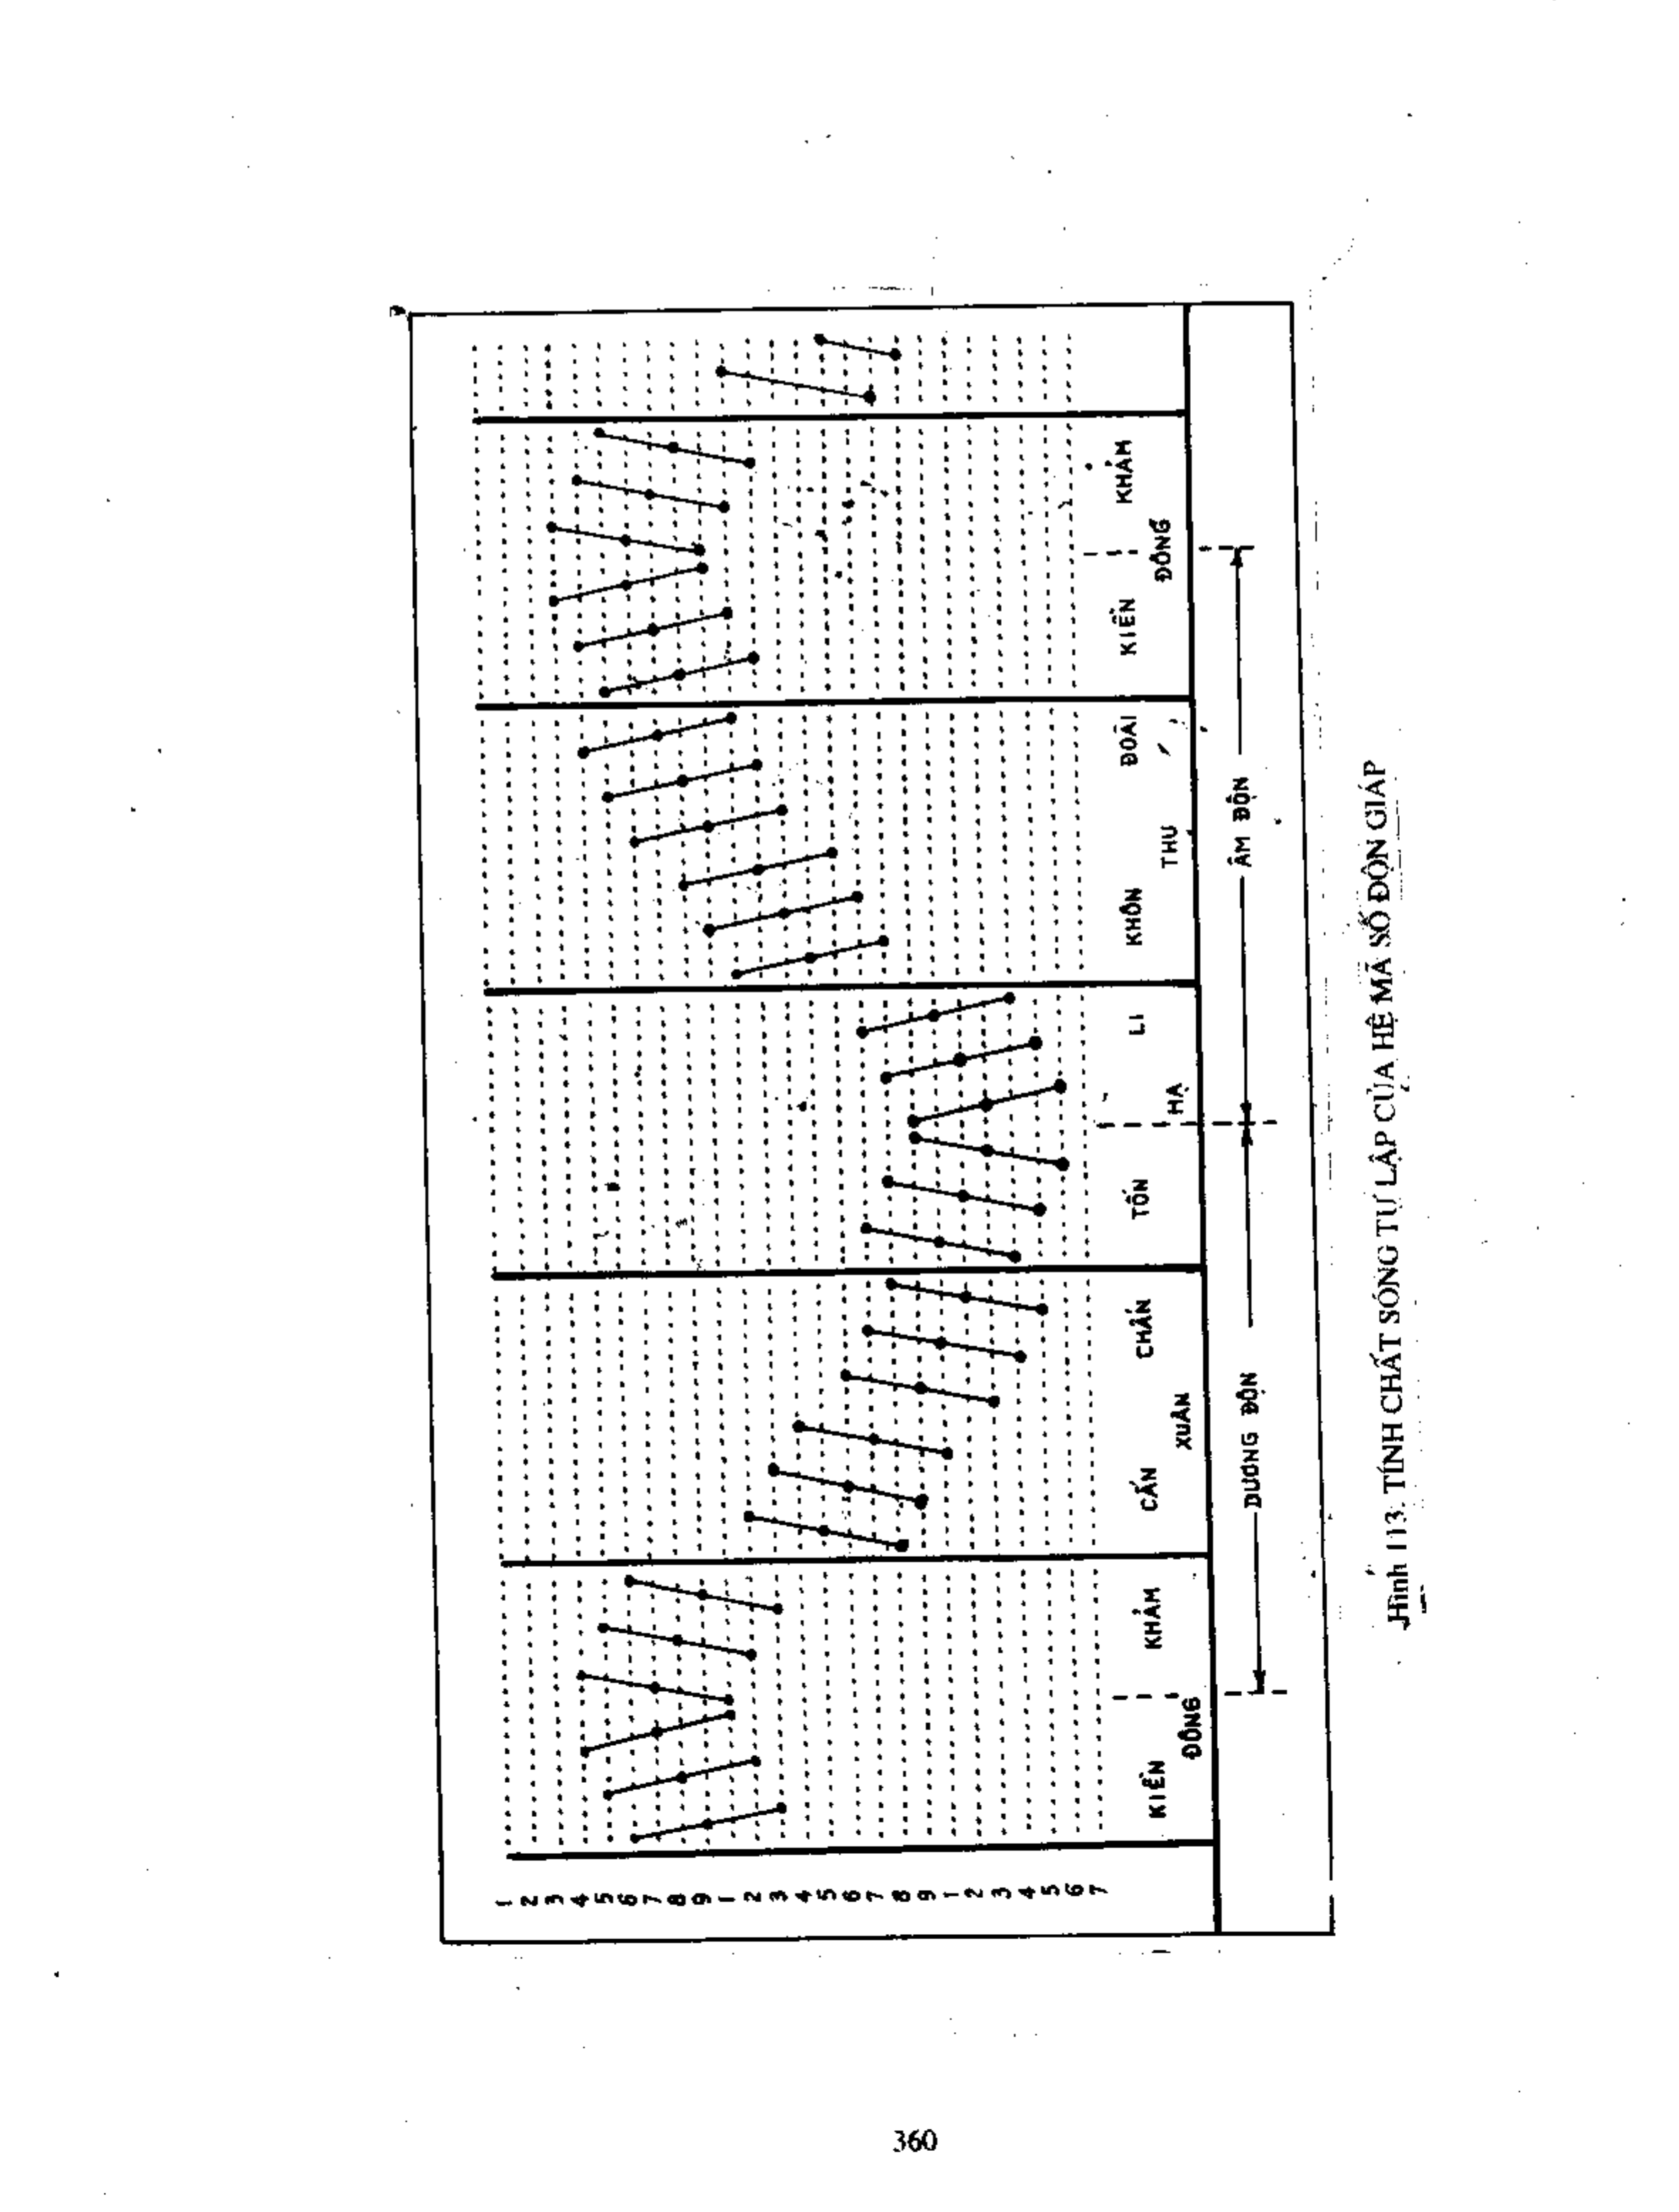 1
2
3
4
5
6
7
8
9
1
2
3
4
5
6
7
8
9
1
2
3
4
5
6
7
KIỀN
KHẢM
CẤN
CHẤN
TỐN
LI
KHÔN
ĐOÀI
KIỀN
KHẢM
ĐÔNG
XUÂN
HẠ
THU
ĐÔNG
DƯƠNG ĐỘN
ÂM ĐỘN
Hình 113. TÍNH CHẤT SÓNG TỰ LẬP CỦA HỆ MÃ SỐ ĐỘN GIÁP
360